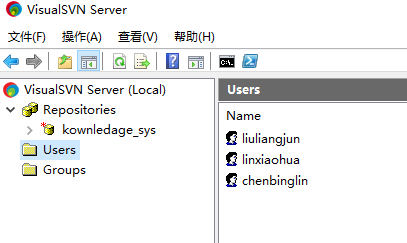 VisualSVN Server
文件(F) 操作(A) 查看(V) 帮助(H)
VisualSVN Server (Local)
Repositories
kownledage_sys
Users
Groups
Users
Name
liuliangjun
linxiaohua
chenbinglin